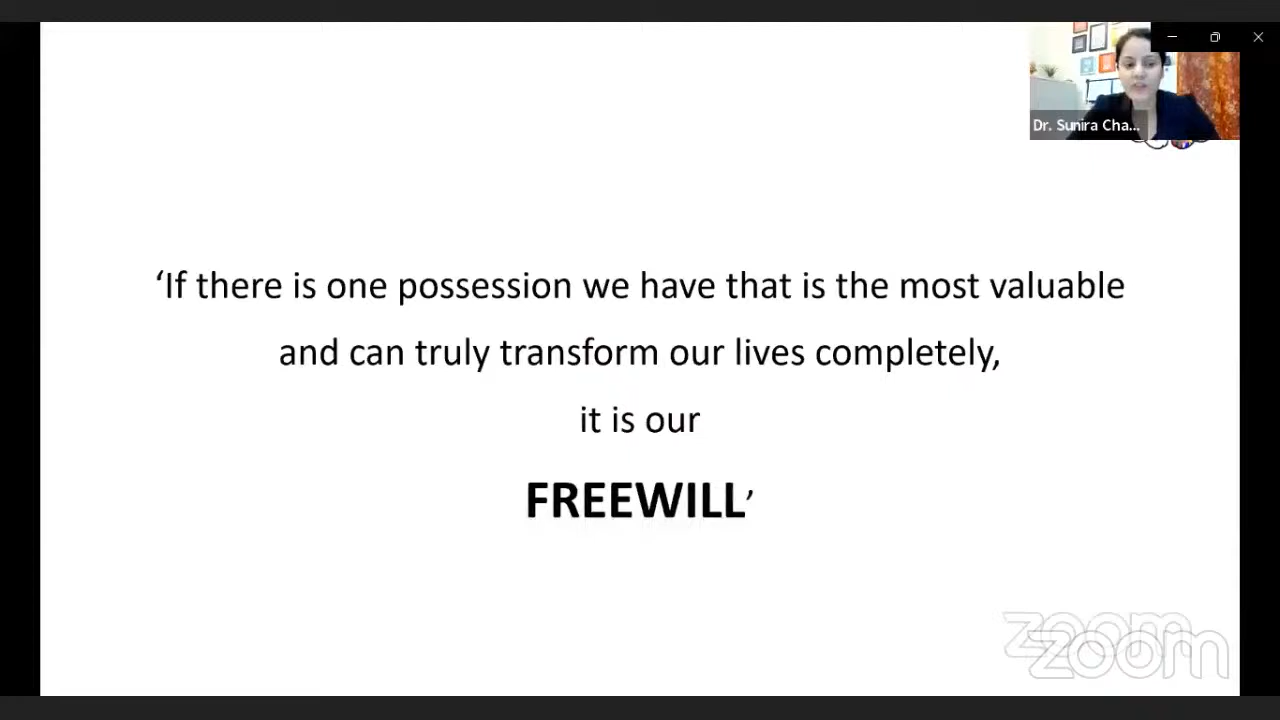 Dr. Sunira Cha...
‘If there is one possession we have that is the most valuable
and can truly transform our lives completely,
it is our
FREEWILL’
zoom
zoom